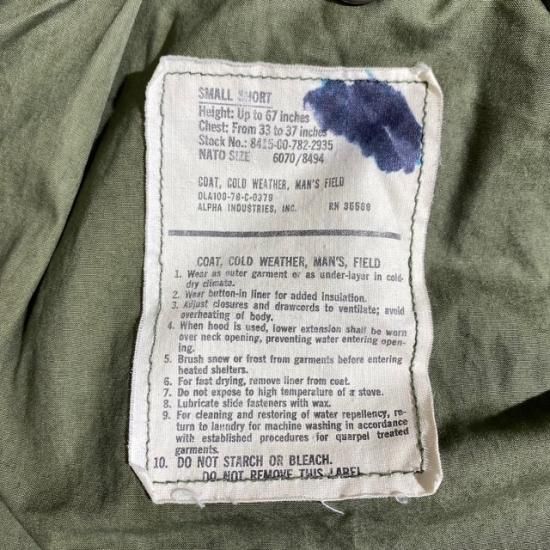 SMALL SHORT
Height: Up to 67 inches
Chest: From 33 to 37 inches
Stock No.: 8415-00-782-2935
NATO SIZE 6070/8494
COAT, COLD WEATHER, MAN'S FIELD
DLA100-78-C-0379
ALPHA INDUSTRIES, INC. RN 35589
COAT, COLD WEATHER, MAN'S, FIELD
1. Wear as outer garment or as under-layer in cold-
dry climate.
2. Wear button-in liner for added insulation.
3. Adjust closures and drawcords to ventilate; avoid
overheating of body.
4. When hood is used, lower extension shall be worn
over neck opening, preventing water entering open-
ing.
5. Brush snow or frost from garments before entering
heated shelters.
6. For fast drying, remove liner from coat.
7. Do not expose to high temperature of a stove.
8. Lubricate slide fasteners with wax.
9. For cleaning and restoring of water repellency, re-
turn to laundry for machine washing in accordance
with established procedures for quarpel treated
garments.
10. DO NOT STARCH OR BLEACH.
DO NOT REMOVE THIS LABEL